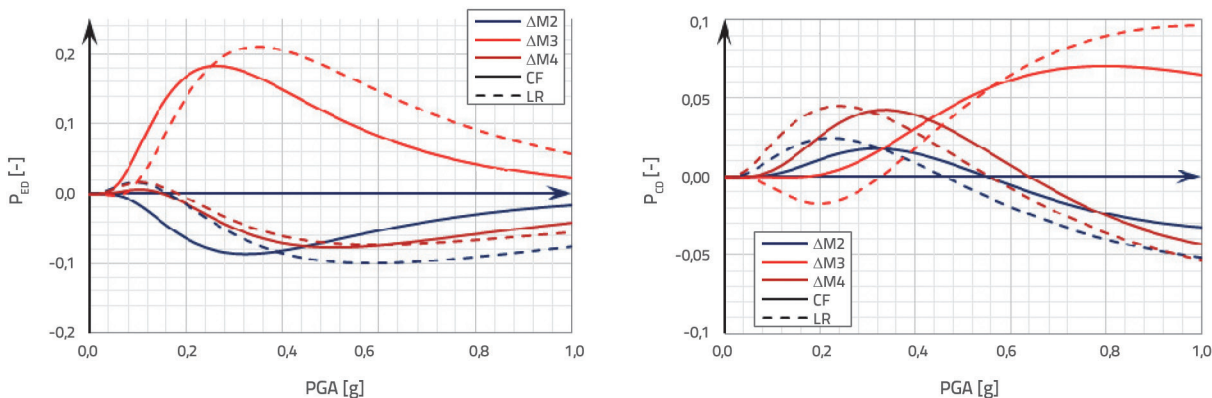 ΔM2
ΔM3
ΔM4
CF
LR
0,2
0,1
0,0
-0,1
-0,2
P_ED [-]
0,0
0,2
0,4
0,6
0,8
1,0
PGA [g]
0,1
0,05
0,00
-0,05
-0,1
P_CD [-]
ΔM2
ΔM3
ΔM4
CF
LR
0,0
0,2
0,4
0,6
0,8
1,0
PGA [g]